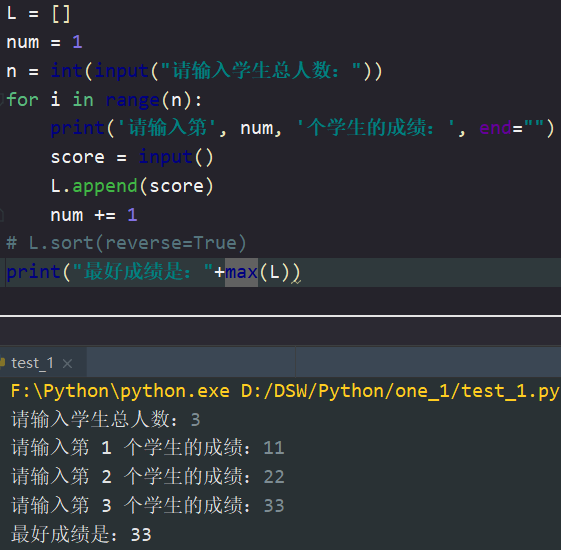 L = []
num = 1
n = int(input("请输入学生总人数："))
for i in range(n):
    print('请输入第', num, '个学生的成绩：', end="")
    score = input()
    L.append(score)
    num += 1
# L.sort(reverse=True)
print("最好成绩是："+max(L))
test_1 ×
F:\Python\python.exe D:/DSW/Python/one_1/test_1.py
请输入学生总人数：3
请输入第 1 个学生的成绩：11
请输入第 2 个学生的成绩：22
请输入第 3 个学生的成绩：33
最好成绩是：33